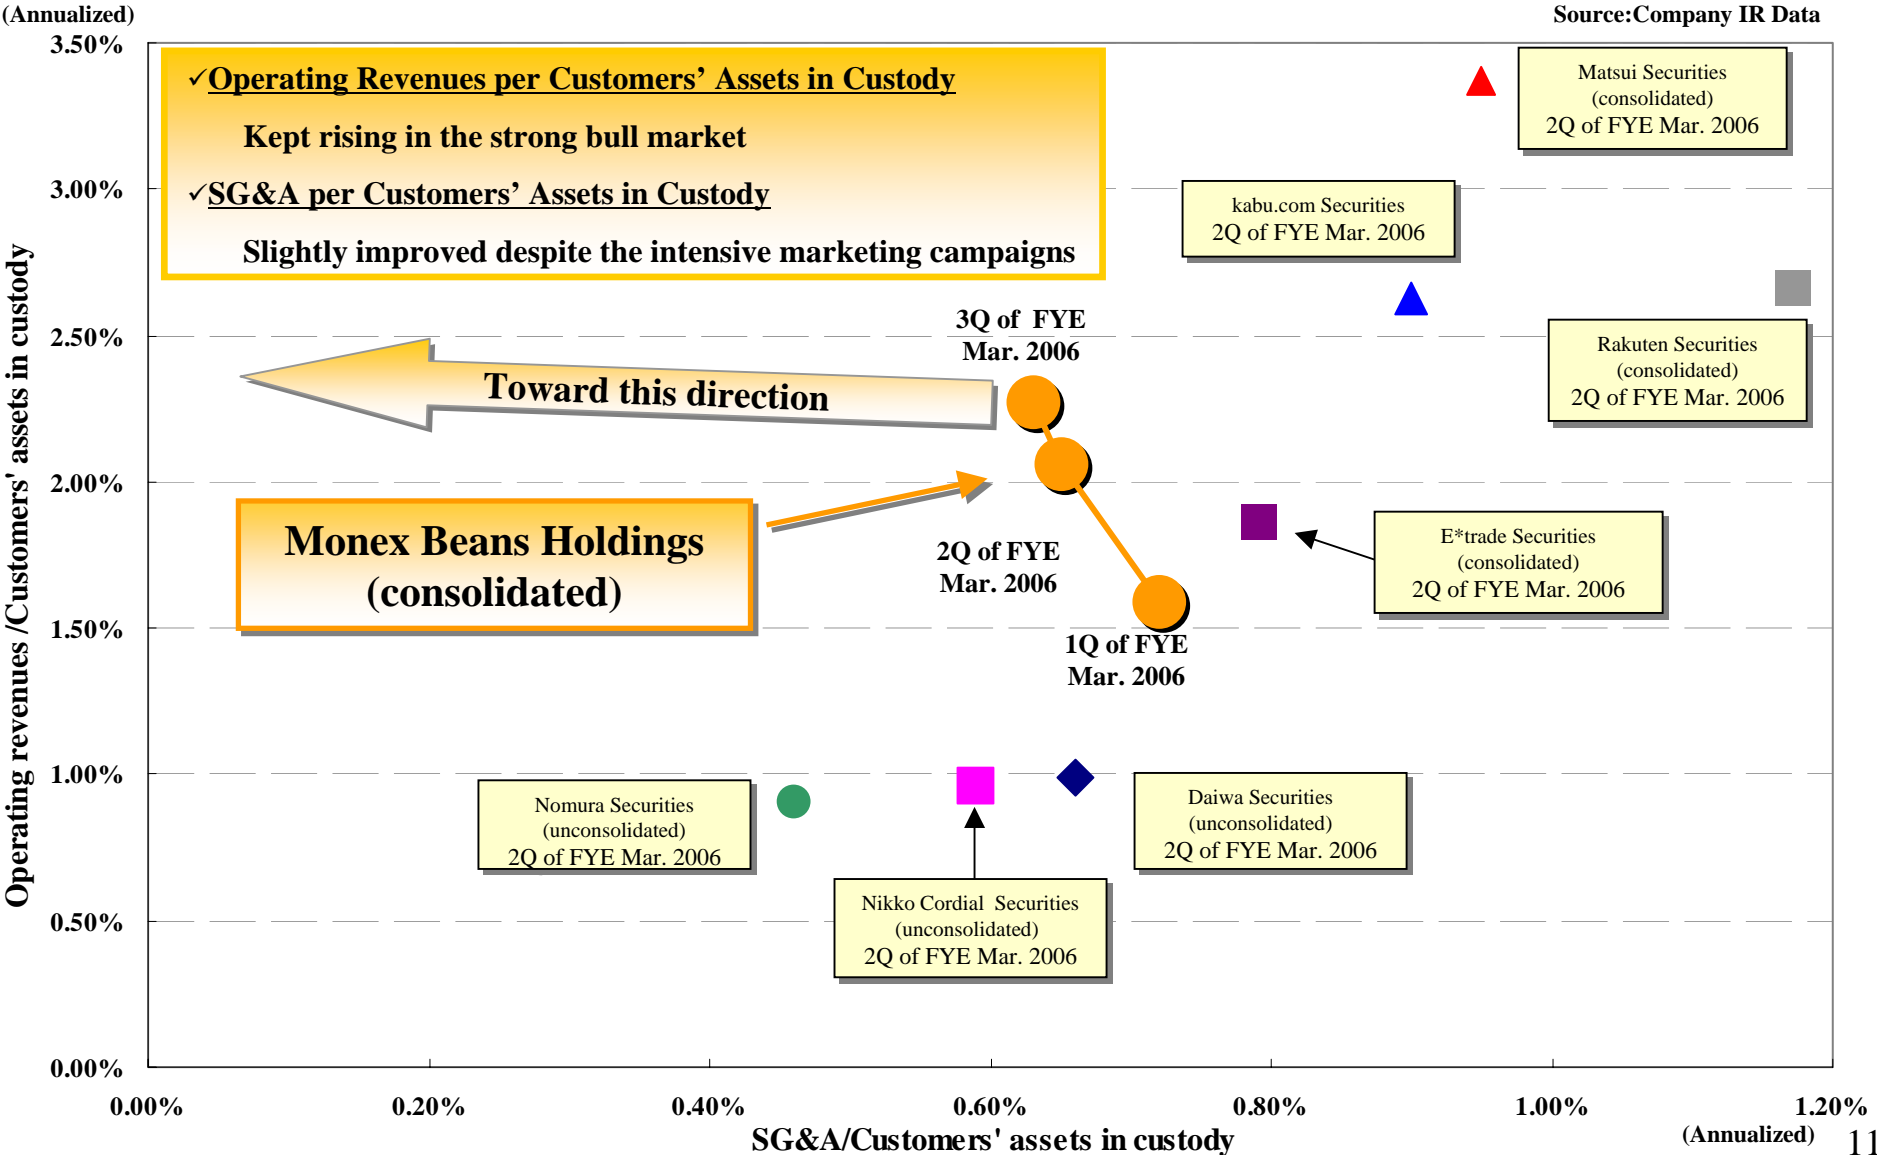 (Annualized)
Source:Company IR Data
3.50%
3.00%
2.50%
2.00%
1.50%
1.00%
0.50%
0.00%
Operating revenues /Customers' assets in custody
✓Operating Revenues per Customers’ Assets in Custody
Kept rising in the strong bull market
✓SG&A per Customers’ Assets in Custody
Slightly improved despite the intensive marketing campaigns
Matsui Securities
(consolidated)
2Q of FYE Mar. 2006
kabu.com Securities
2Q of FYE Mar. 2006
Rakuten Securities
(consolidated)
2Q of FYE Mar. 2006
3Q of FYE
Mar. 2006
Toward this direction
Monex Beans Holdings
(consolidated)
2Q of FYE
Mar. 2006
E*trade Securities
(consolidated)
2Q of FYE Mar. 2006
1Q of FYE
Mar. 2006
Nomura Securities
(unconsolidated)
2Q of FYE Mar. 2006
Daiwa Securities
(unconsolidated)
2Q of FYE Mar. 2006
Nikko Cordial Securities
(unconsolidated)
2Q of FYE Mar. 2006
0.00%
0.20%
0.40%
0.60%
0.80%
1.00%
1.20%
SG&A/Customers' assets in custody
(Annualized)
11